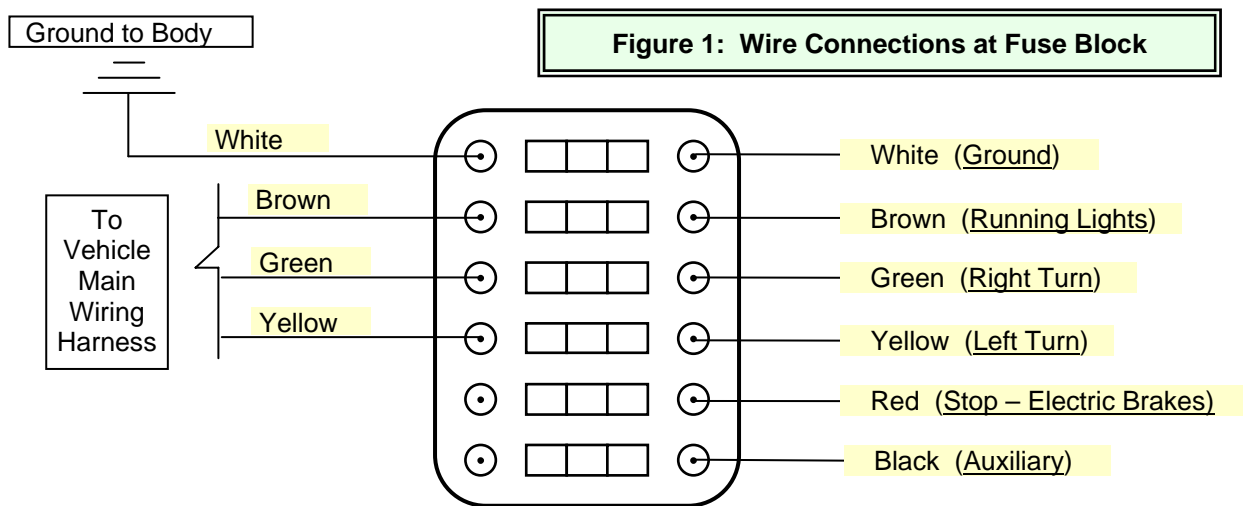 Ground to Body
Figure 1: Wire Connections at Fuse Block
White
White (Ground)
To
Vehicle
Main
Wiring
Harness
Brown
Brown (Running Lights)
Green
Green (Right Turn)
Yellow
Yellow (Left Turn)
Red (Stop – Electric Brakes)
Black (Auxiliary)